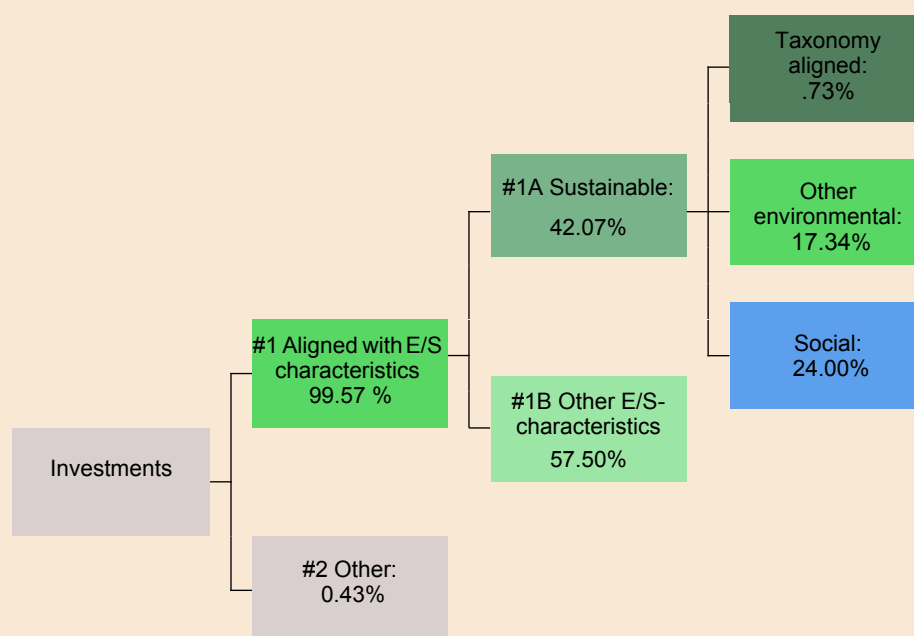 Investments
#1 Aligned with E/S
characteristics
99.57 %
#2 Other:
0.43%
#1A Sustainable:
42.07%
#1B Other E/S-
characteristics
57.50%
Taxonomy
aligned:
.73%
Other
environmental:
17.34%
Social:
24.00%